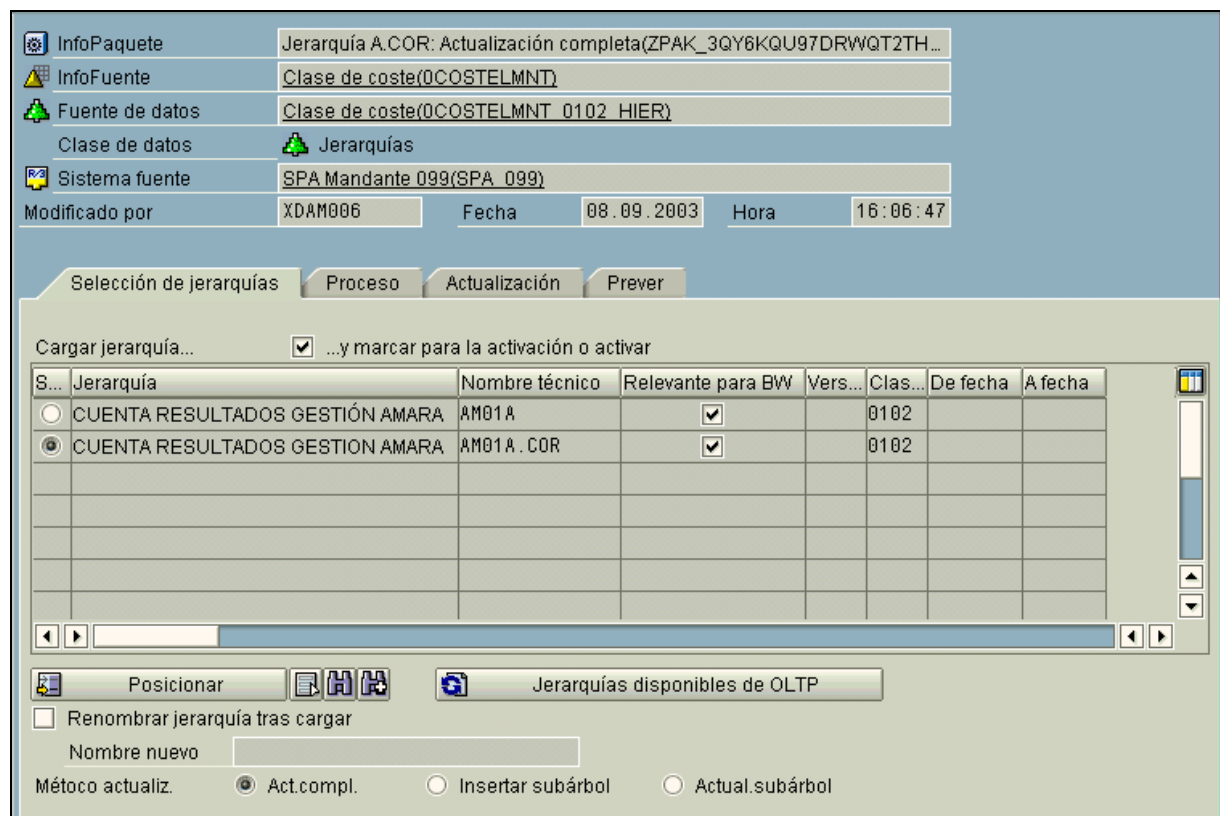 InfoPaquete Jerarquía A.COR: Actualización completa(ZPAK_3QY6KQU97DRWQT2TH...
InfoFuente Clase de coste(0COSTELMNT)
Fuente de datos Clase de coste(0COSTELMNT_0102_HIER)
Clase de datos Jerarquías
R/3 Sistema fuente SPA Mandante 099(SPA_099)
Modificado por XDAM006 Fecha 08.09.2003 Hora 16:06:47
Selección de jerarquías Proceso Actualización Prever
Cargar jerarquía... ...y marcar para la activación o activar
S... Jerarquía Nombre técnico Relevante para BW Vers... Clas... De fecha A fecha
CUENTA RESULTADOS GESTIÓN AMARA AM01A 0102
CUENTA RESULTADOS GESTION AMARA AM01A.COR 0102
Posicionar Jerarquías disponibles de OLTP
Renombrar jerarquía tras cargar
Nombre nuevo
Métoco actualiz. Act.compl. Insertar subárbol Actual.subárbol